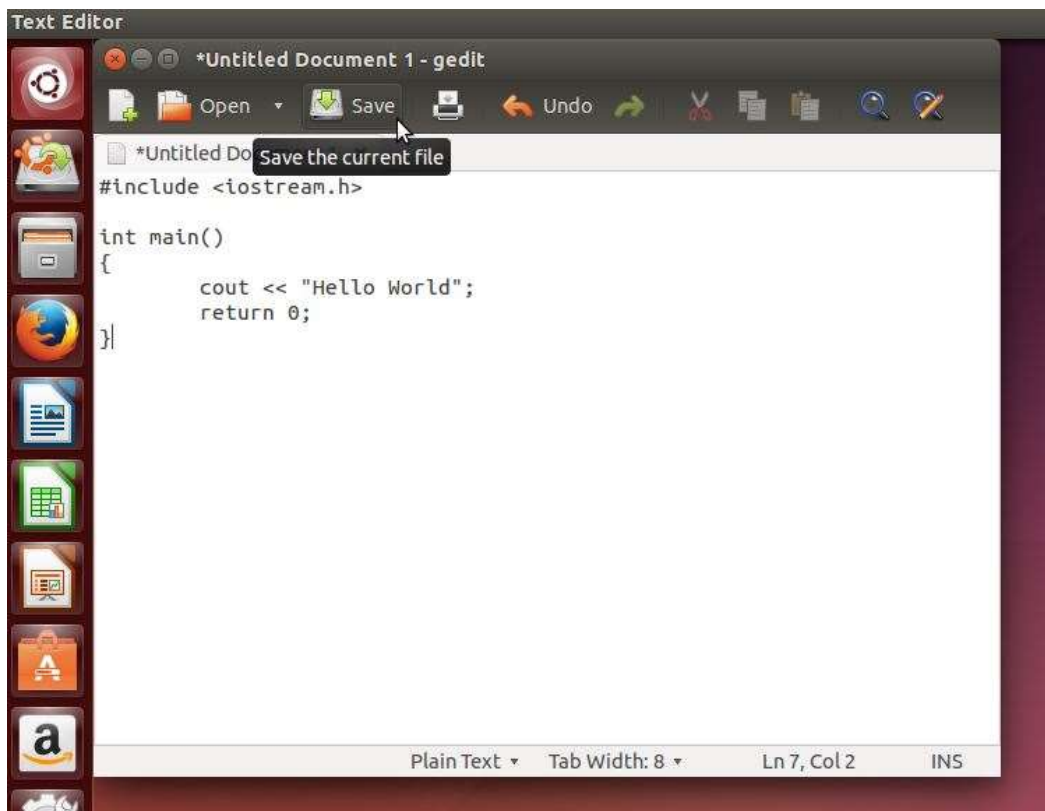 Text Editor
*Untitled Document 1 - gedit
Open Save Undo
*Untitled Do
Save the current file
#include <iostream.h>
int main()
{
cout << "Hello World";
return 0;
}
Plain Text Tab Width: 8 Ln 7, Col 2 INS